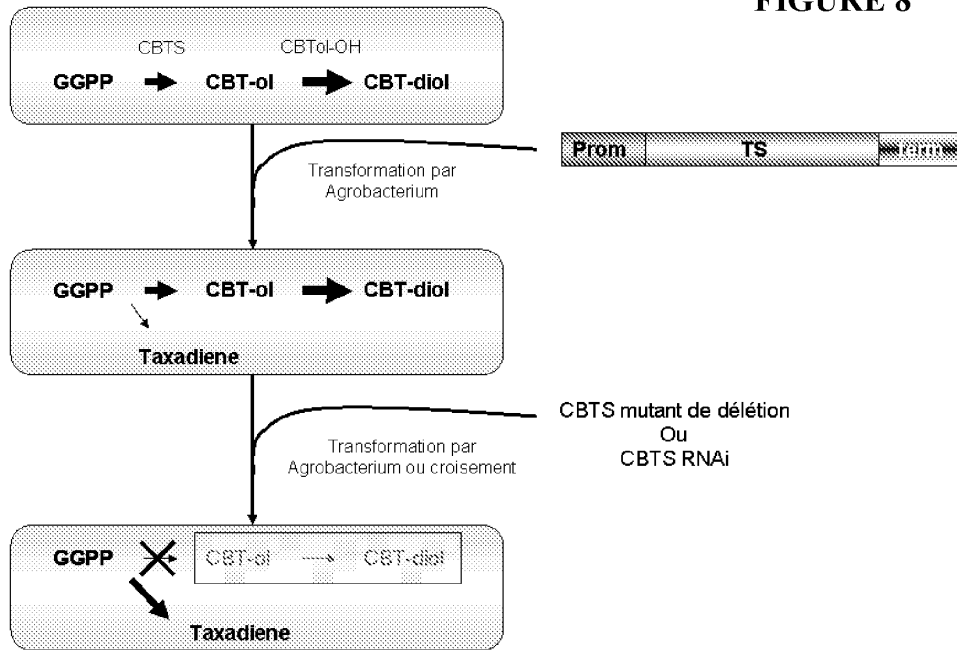 FIGURE 8
CBTS CBTol-OH
GGPP CBT-ol CBT-diol
Transformation par
Agrobacterium
Prom TS Term
GGPP CBT-ol CBT-diol
Taxadiene
CBTS mutant de délétion
Ou
CBTS RNAi
Transformation par
Agrobacterium ou croisement
GGPP CBT-ol CBT-diol
Taxadiene